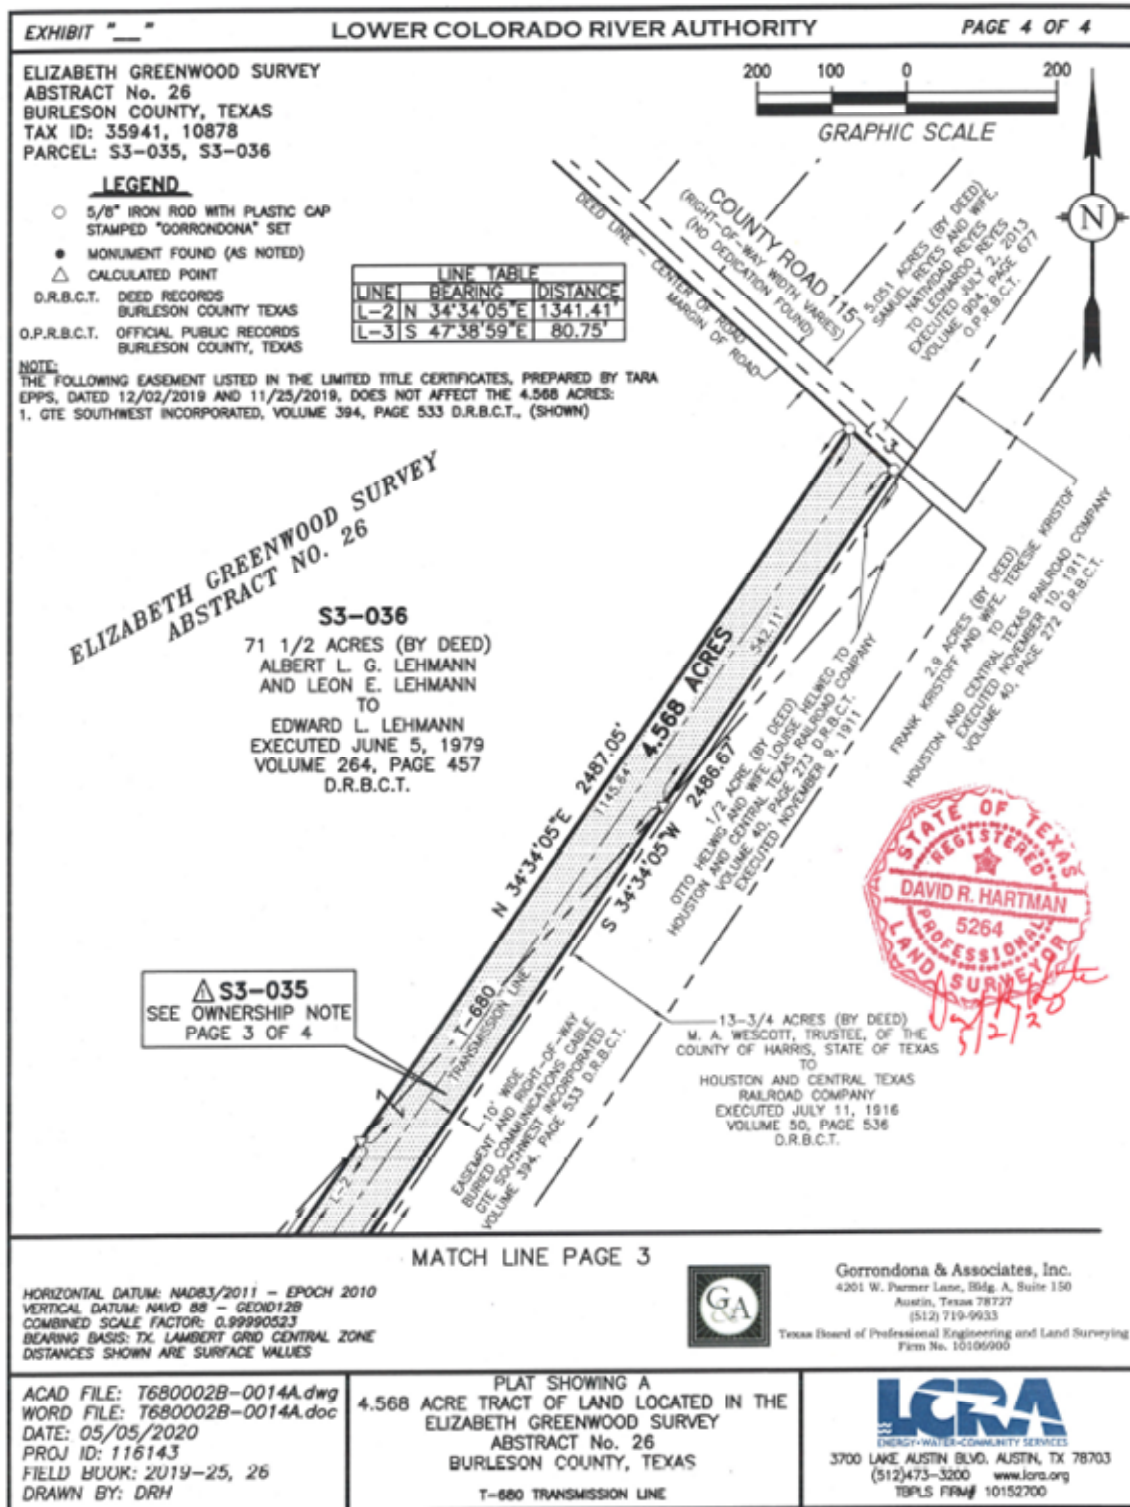 EXHIBIT "__"
LOWER COLORADO RIVER AUTHORITY
PAGE 4 OF 4
ELIZABETH GREENWOOD SURVEY
ABSTRACT No. 26
BURLESON COUNTY, TEXAS
TAX ID: 35941, 10878
PARCEL: S3-035, S3-036
200 100 0 200
GRAPHIC SCALE
LEGEND
5/8" IRON ROD WITH PLASTIC CAP
STAMPED "GORRONDONA" SET
MONUMENT FOUND (AS NOTED)
CALCULATED POINT
D.R.B.C.T. DEED RECORDS
BURLESON COUNTY TEXAS
O.P.R.B.C.T. OFFICIAL PUBLIC RECORDS
BURLESON COUNTY, TEXAS
LINE TABLE
LINE BEARING DISTANCE
L-2 N 34°34'05"E 1341.41'
L-3 S 47°38'59"E 80.75'
NOTE:
THE FOLLOWING EASEMENT LISTED IN THE LIMITED TITLE CERTIFICATES, PREPARED BY TARA
EPPS, DATED 12/02/2019 AND 11/25/2019, DOES NOT AFFECT THE 4.568 ACRES:
1. GTE SOUTHWEST INCORPORATED, VOLUME 394, PAGE 533 D.R.B.C.T., (SHOWN)
N
DEED LINE - CENTER OF ROAD
MARGIN OF ROAD
COUNTY ROAD 115
(RIGHT-OF-WAY WIDTH VARIES)
(NO DEDICATION FOUND)
5.051 ACRES (BY DEED)
SAMUEL REYES AND WIFE,
NATIVIDAD REYES
TO LEONARDO REYES
EXECUTED JULY 2, 2013
VOLUME 904, PAGE 677
O.P.R.B.C.T.
L-3
ELIZABETH GREENWOOD SURVEY
ABSTRACT NO. 26
S3-036
71 1/2 ACRES (BY DEED)
ALBERT L. G. LEHMANN
AND LEON E. LEHMANN
TO
EDWARD L. LEHMANN
EXECUTED JUNE 5, 1979
VOLUME 264, PAGE 457
D.R.B.C.T.
N 34°34'05"E 2487.05'
1145.64'
4.568 ACRES
542.11'
S 34°34'05"W 2486.67'
1/2 ACRE (BY DEED)
OTTO HELWIG AND WIFE LOUISE HELWEG TO
HOUSTON AND CENTRAL TEXAS RAILROAD COMPANY
VOLUME 40, PAGE 273 D.R.B.C.T.
EXECUTED NOVEMBER 9, 1911
2.9 ACRES (BY DEED)
FRANK KRISTOFF AND WIFE, TERESIE KRISTOF
TO
HOUSTON AND CENTRAL TEXAS RAILROAD COMPANY
EXECUTED NOVEMBER 10, 1911
VOLUME 40, PAGE 272 D.R.B.C.T.
STATE OF TEXAS
REGISTERED
DAVID R. HARTMAN
5264
PROFESSIONAL
LAND SURVEYOR
S3-035
SEE OWNERSHIP NOTE
PAGE 3 OF 4
T-680
TRANSMISSION LINE
L-2
10' WIDE
EASEMENT AND RIGHT-OF-WAY
BURIED COMMUNICATIONS CABLE
GTE SOUTHWEST INCORPORATED
VOLUME 394, PAGE 533 D.R.B.C.T.
13-3/4 ACRES (BY DEED)
M. A. WESCOTT, TRUSTEE, OF THE
COUNTY OF HARRIS, STATE OF TEXAS
TO
HOUSTON AND CENTRAL TEXAS
RAILROAD COMPANY
EXECUTED JULY 11, 1916
VOLUME 50, PAGE 536
D.R.B.C.T.
MATCH LINE PAGE 3
HORIZONTAL DATUM: NAD83/2011 - EPOCH 2010
VERTICAL DATUM: NAVD 88 - GEOID12B
COMBINED SCALE FACTOR: 0.99990523
BEARING BASIS: TX. LAMBERT GRID CENTRAL ZONE
DISTANCES SHOWN ARE SURFACE VALUES
G&A
Gorrondona & Associates, Inc.
4201 W. Parmer Lane, Bldg. A, Suite 150
Austin, Texas 78727
(512) 719-9933
Texas Board of Professional Engineering and Land Surveying
Firm No. 10106900
ACAD FILE: T680002B-0014A.dwg
WORD FILE: T680002B-0014A.doc
DATE: 05/05/2020
PROJ ID: 116143
FIELD BOOK: 2019-25, 26
DRAWN BY: DRH
PLAT SHOWING A
4.568 ACRE TRACT OF LAND LOCATED IN THE
ELIZABETH GREENWOOD SURVEY
ABSTRACT No. 26
BURLESON COUNTY, TEXAS
T-680 TRANSMISSION LINE
LCRA
ENERGY•WATER•COMMUNITY SERVICES
3700 LAKE AUSTIN BLVD. AUSTIN, TX 78703
(512)473-3200 www.lcra.org
TBPLS FIRM# 10152700